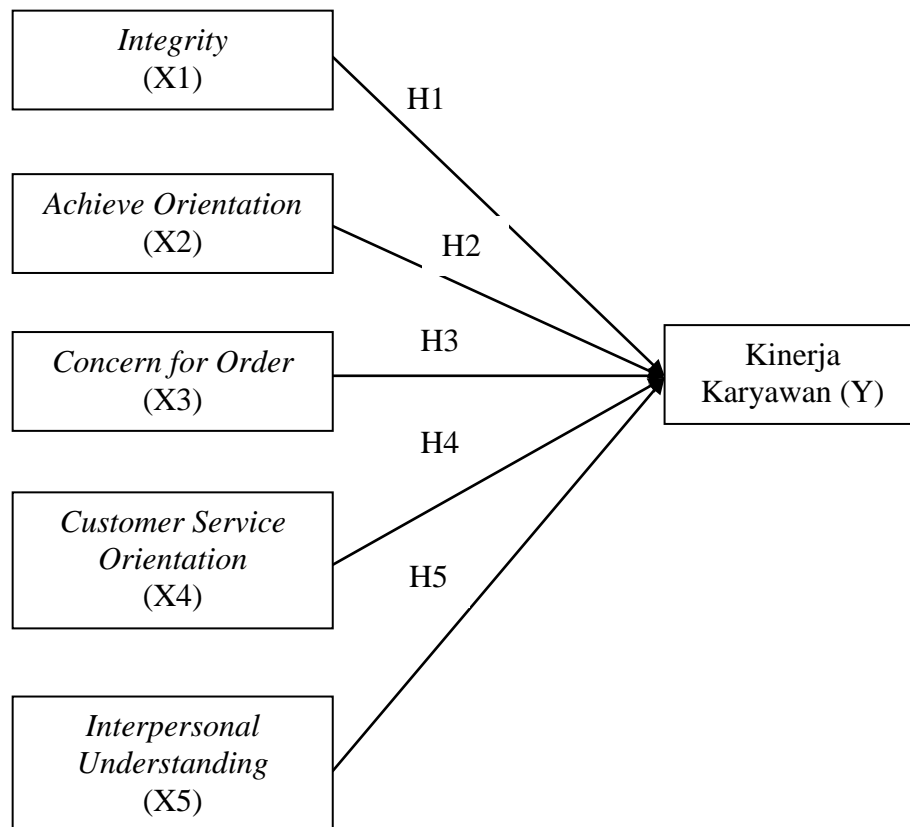 Integrity
(X1)
H1
Achieve Orientation
(X2)
H2
Concern for Order
(X3)
H3
Kinerja
Karyawan (Y)
H4
Customer Service
Orientation
(X4)
H5
Interpersonal
Understanding
(X5)